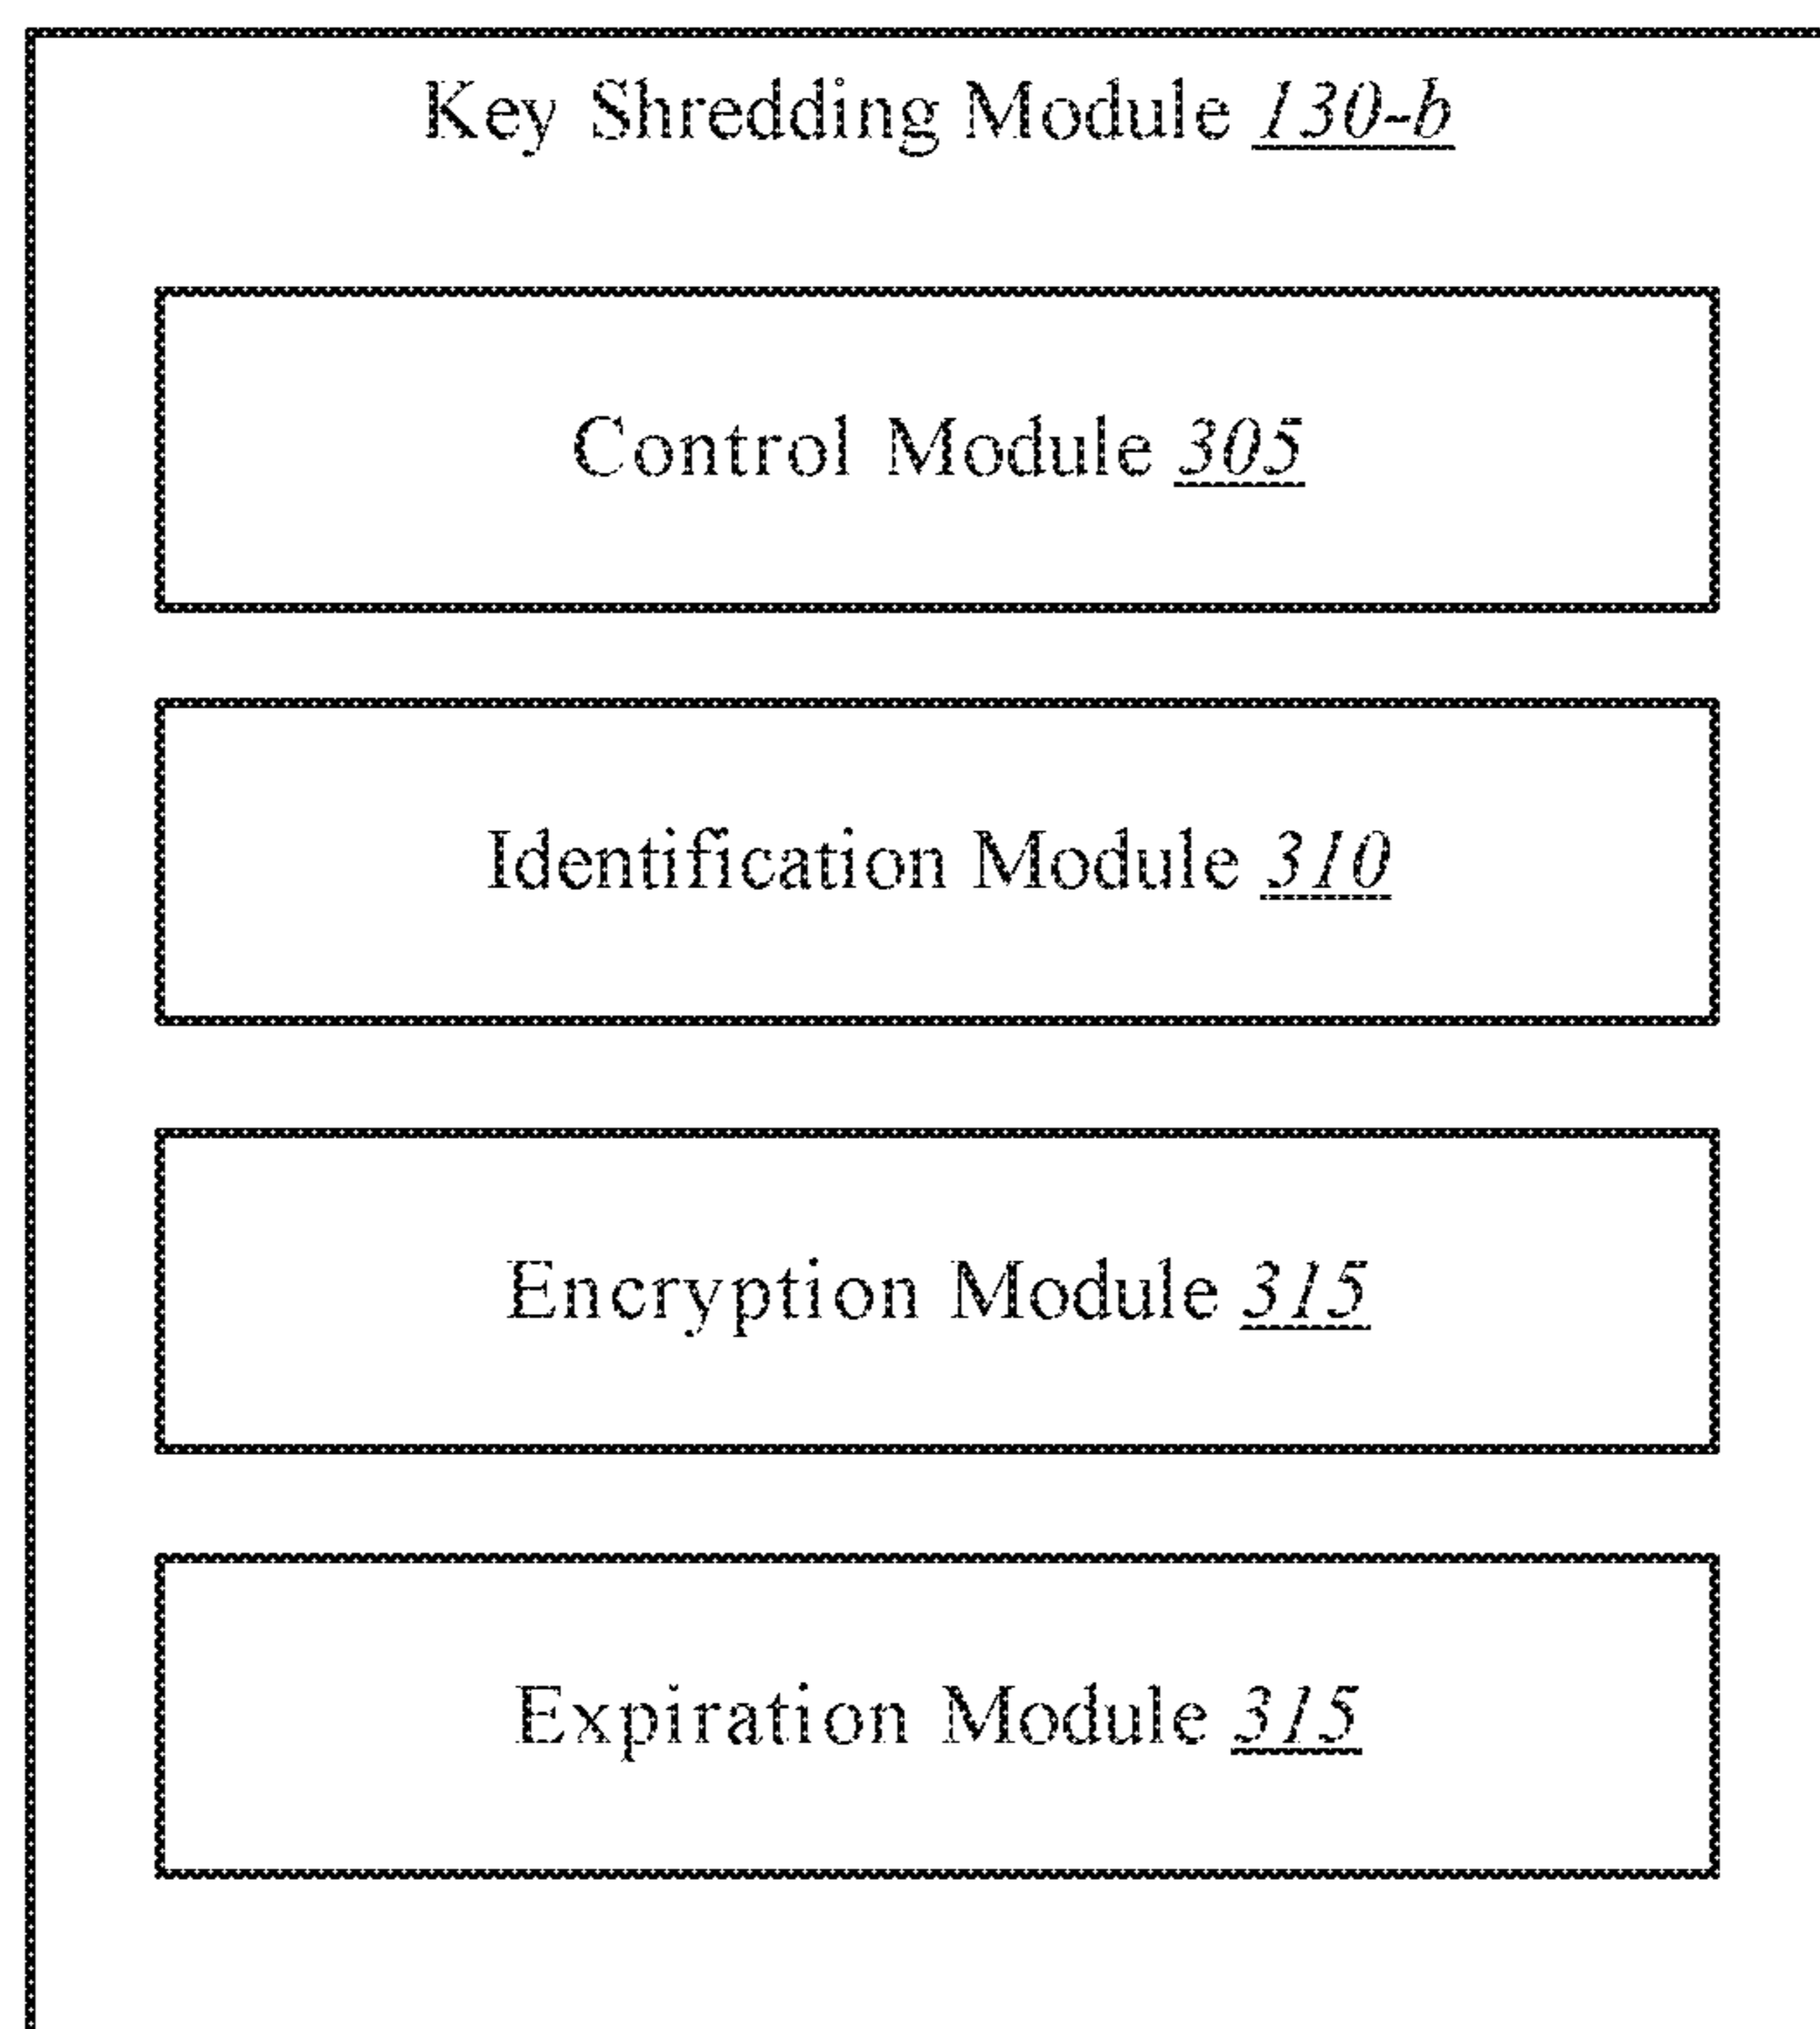 Key Shredding Module 130-b
Control Module 305
Identification Module 310
Encryption Module 315
Expiration Module 315